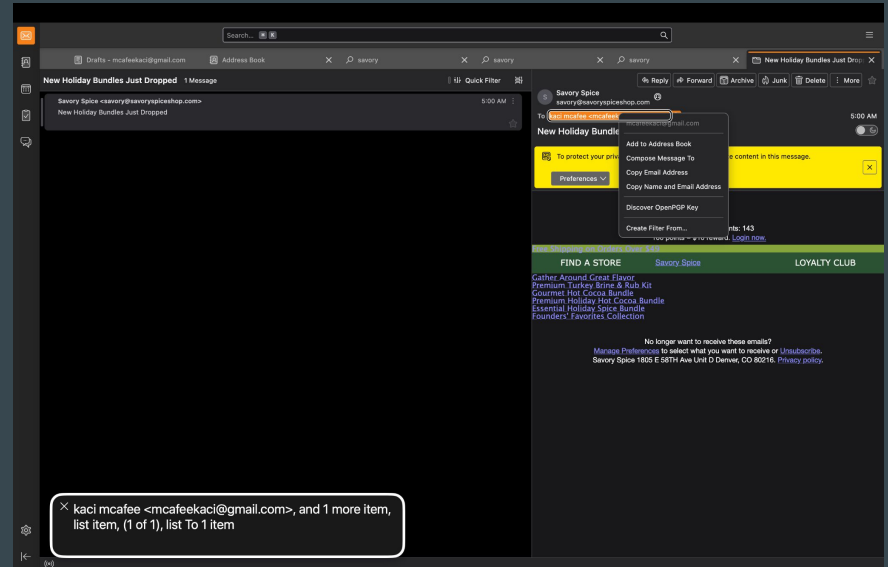 Search... ⌘ K
Drafts - mcafeekaci@gmail.com
Address Book
savory
savory
savory
New Holiday Bundles Just Drop
New Holiday Bundles Just Dropped 1 Message
Quick Filter
Savory Spice <savory@savoryspiceshop.com>
5:00 AM
New Holiday Bundles Just Dropped
Reply
Forward
Archive
Junk
Delete
More
S
Savory Spice
savory@savoryspiceshop.com
To kaci mcafee <mcafeek
5:00 AM
New Holiday Bundle
mcafeekaci@gmail.com
Add to Address Book
Compose Message To
Copy Email Address
Copy Name and Email Address
Discover OpenPGP Key
Create Filter From...
To protect your priv
e content in this message.
Preferences
nts: 143
100 points = $10 reward. Login now.
FIND A STORE
Savory Spice
LOYALTY CLUB
Gather Around Great Flavor
Premium Turkey Brine & Rub Kit
Gourmet Hot Cocoa Bundle
Premium Holiday Hot Cocoa Bundle
Essential Holiday Spice Bundle
Founders' Favorites Collection
No longer want to receive these emails?
Manage Preferences to select what you want to receive or Unsubscribe.
Savory Spice 1805 E 58TH Ave Unit D Denver, CO 80216. Privacy policy.
kaci mcafee <mcafeekaci@gmail.com>, and 1 more item,
list item, (1 of 1), list To 1 item